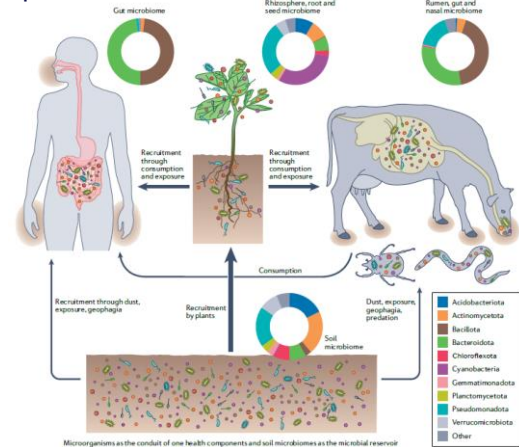 Gut microbiome
Rhizosphere, root and
seed microbiome
Rumen, gut and
nasal microbiome
Recruitment
through
consumption
and exposure
Recruitment
through
consumption
and exposure
Consumption
Recruitment through dust,
exposure, geophagia
Recruitment
by plants
Dust, exposure,
geophagia,
predation
Soil
microbiome
Acidobacteriota
Actinomycetota
Bacillota
Bacteroidota
Chloroflexota
Cyanobacteria
Gemmatimonadota
Planctomycetota
Pseudomonadota
Verrucomicrobiota
Other
Microorganisms as the conduit of one health components and soil microbiomes as the microbial reservoir